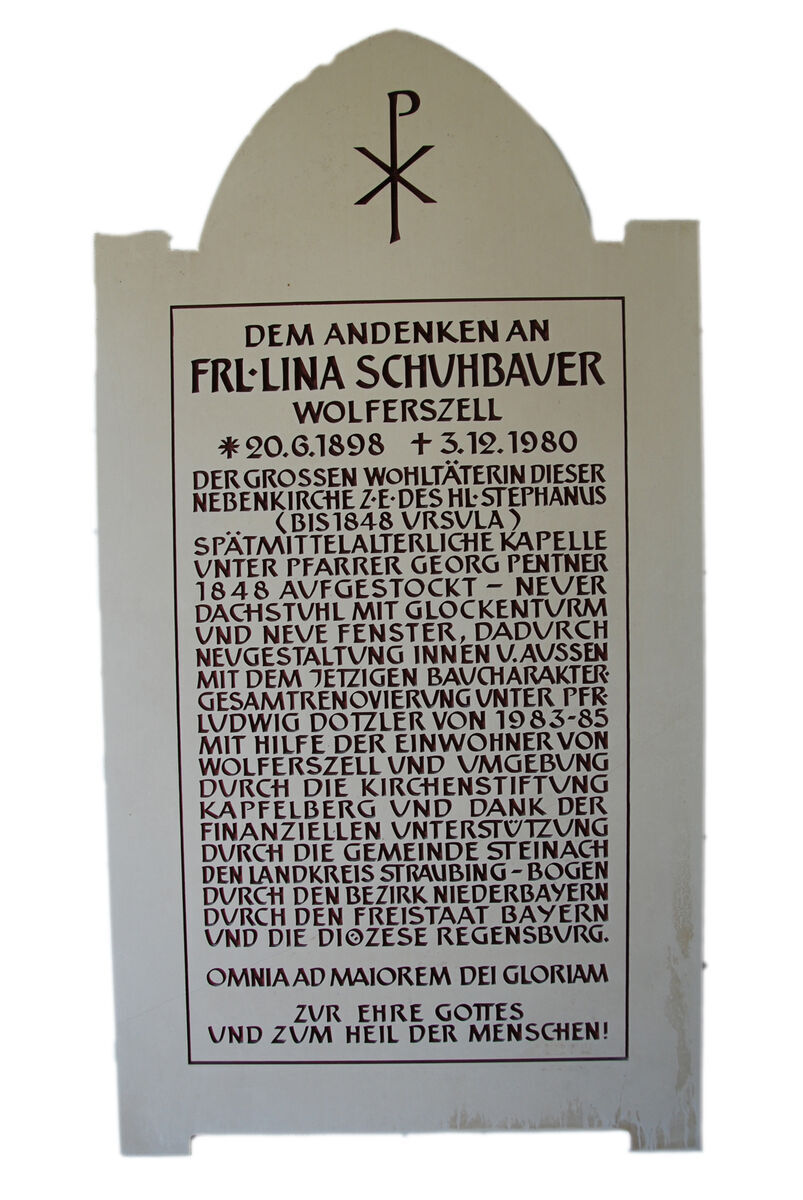 DEM ANDENKEN AN
FRL·LINA SCHUHBAUER
WOLFERSZELL
* 20.6.1898 † 3.12.1980
DER GROSSEN WOHLTÄTERIN DIESER
NEBENKIRCHE Z·E·DES HL·STEPHANUS
(BIS 1848 URSULA)
SPÄTMITTELALTERLICHE KAPELLE
UNTER PFARRER GEORG PENTNER
1848 AUFGESTOCKT – NEUER
DACHSTUHL MIT GLOCKENTURM
UND NEUE FENSTER, DADURCH
NEUGESTALTUNG INNEN U. AUSSEN
MIT DEM JETZIGEN BAUCHARAKTER·
GESAMTRENOVIERUNG UNTER PFR·
LUDWIG DOTZLER VON 1983-85
MIT HILFE DER EINWOHNER VON
WOLFERSZELL UND UMGEBUNG
DURCH DIE KIRCHENSTIFTUNG
KAPFELBERG UND DANK DER
FINANZIELLEN UNTERSTÜTZUNG
DURCH DIE GEMEINDE STEINACH
DEN LANDKREIS STRAUBING-BOGEN
DURCH DEN BEZIRK NIEDERBAYERN
DURCH DEN FREISTAAT BAYERN
UND DIE DIÖZESE REGENSBURG.
OMNIA AD MAIOREM DEI GLORIAM
ZUR EHRE GOTTES
UND ZUM HEIL DER MENSCHEN!